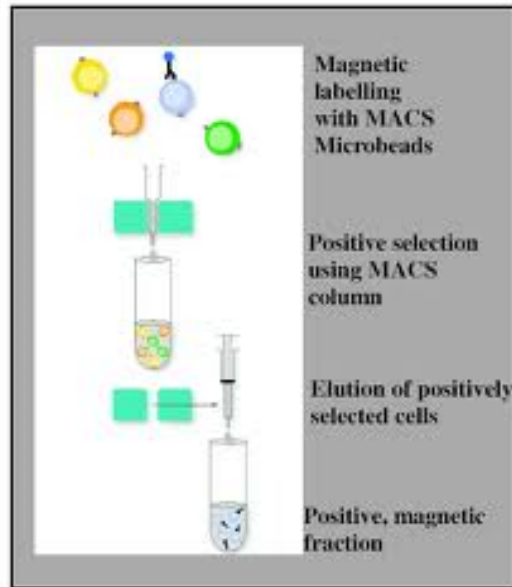 Magnetic
labelling
with MACS
Microbeads
Positive selection
using MACS
column
Elution of positively
selected cells
Positive, magnetic
fraction